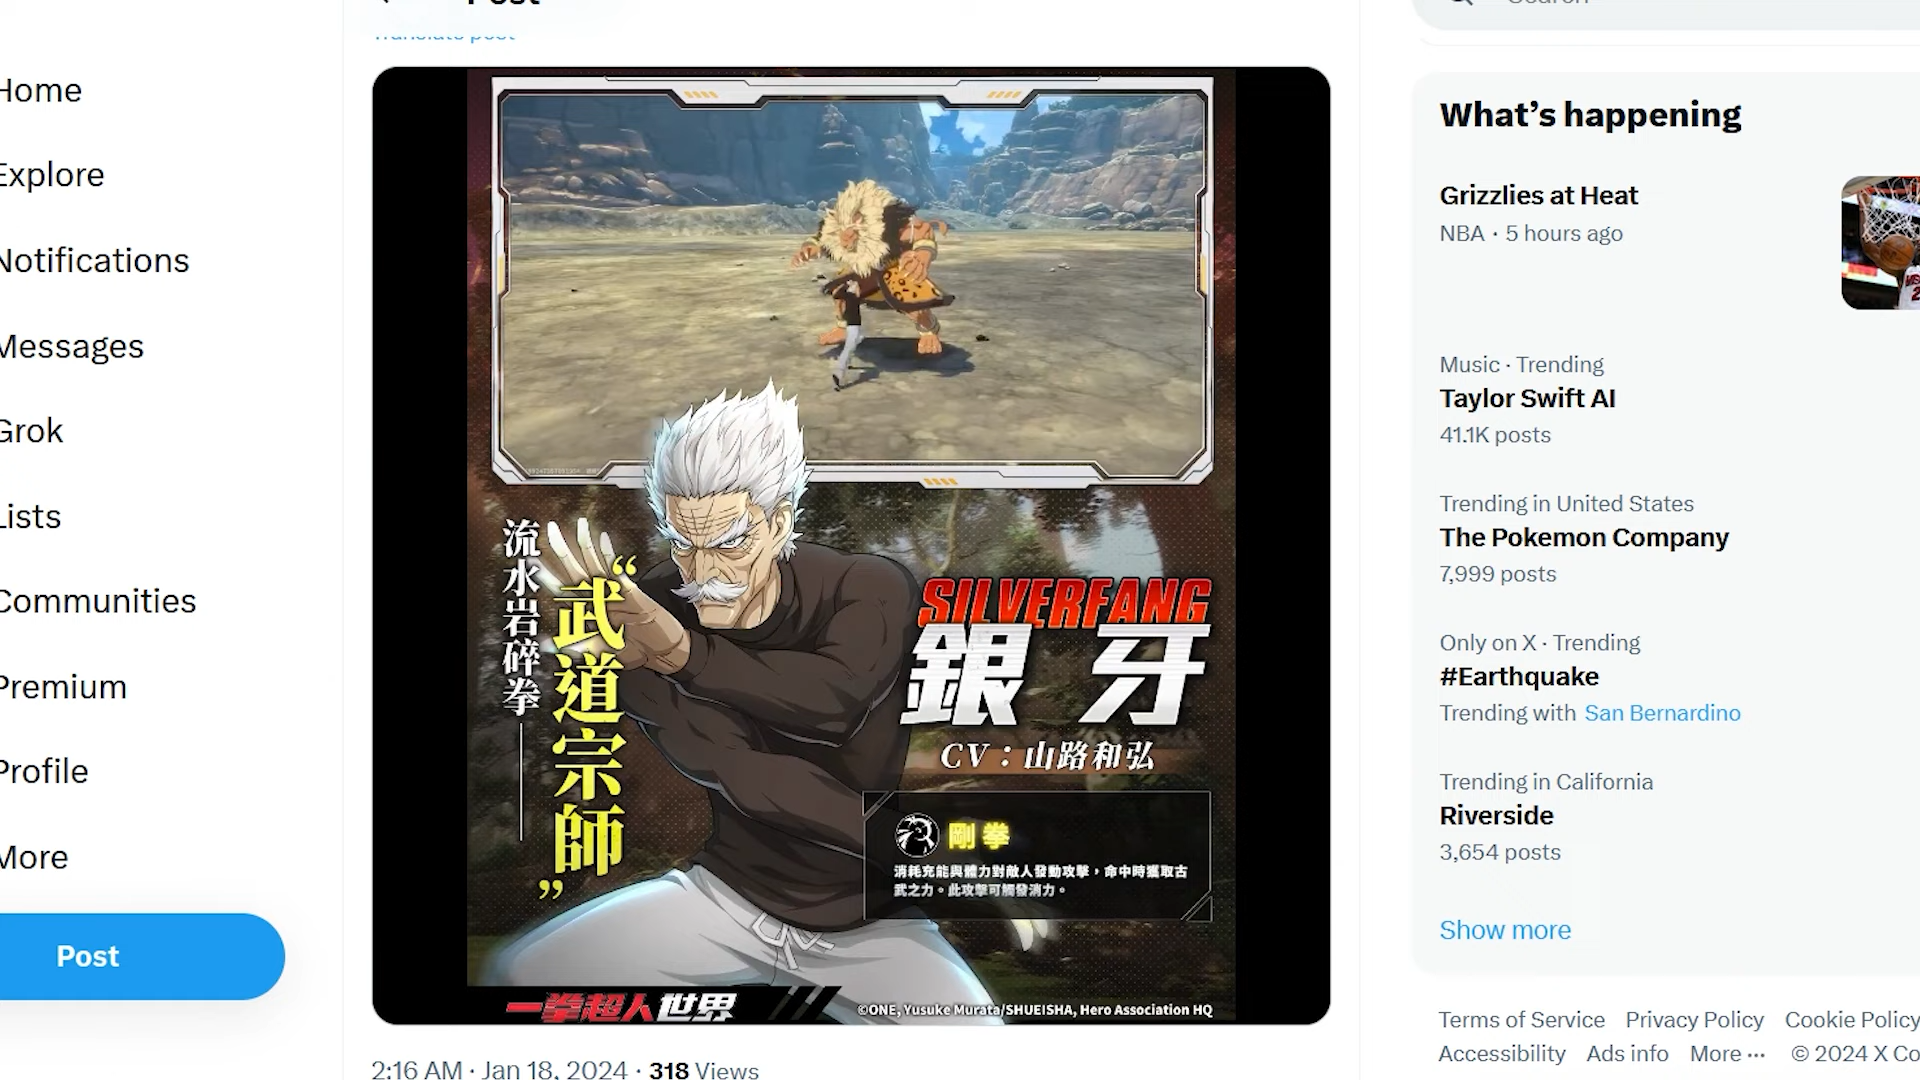 Post
Translate post
Home
Explore
Notifications
Messages
Grok
Lists
Communities
Premium
Profile
More
Post
流水岩碎拳
“武道宗師”
SILVERFANG
銀牙
CV：山路和弘
剛拳
消耗充能與體力對敵人發動攻擊，命中時獲取古
武之力。此攻擊可觸發消力。
一拳超人世界
©ONE, Yusuke Murata/SHUEISHA, Hero Association HQ
2:16 AM · Jan 18, 2024 · 318 Views
Search
What’s happening
Grizzlies at Heat
NBA · 5 hours ago
Music · Trending
Taylor Swift AI
41.1K posts
Trending in United States
The Pokemon Company
7,999 posts
Only on X · Trending
#Earthquake
Trending with San Bernardino
Trending in California
Riverside
3,654 posts
Show more
Terms of Service Privacy Policy Cookie Policy
Accessibility Ads info More ··· © 2024 X Co